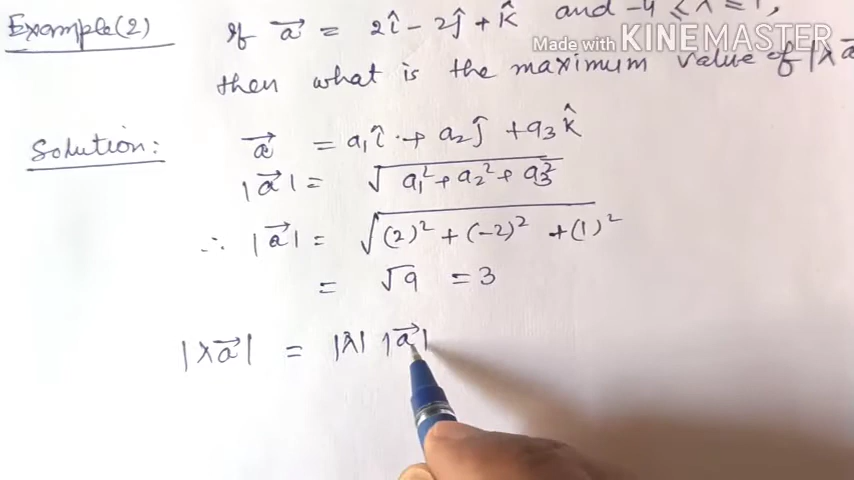 Example(2) If a⃗ = 2î - 2ĵ + k̂ and -4 ≤ λ ≤ 1,
Made with KINEMASTER
then what is the maximum value of |λa⃗
Solution: a⃗ = a₁î + a₂ĵ + a₃k̂
|a⃗| = √(a₁² + a₂² + a₃²)
∴ |a⃗| = √((2)² + (-2)² + (1)²)
= √9 = 3
|λa⃗| = |λ| |a⃗|